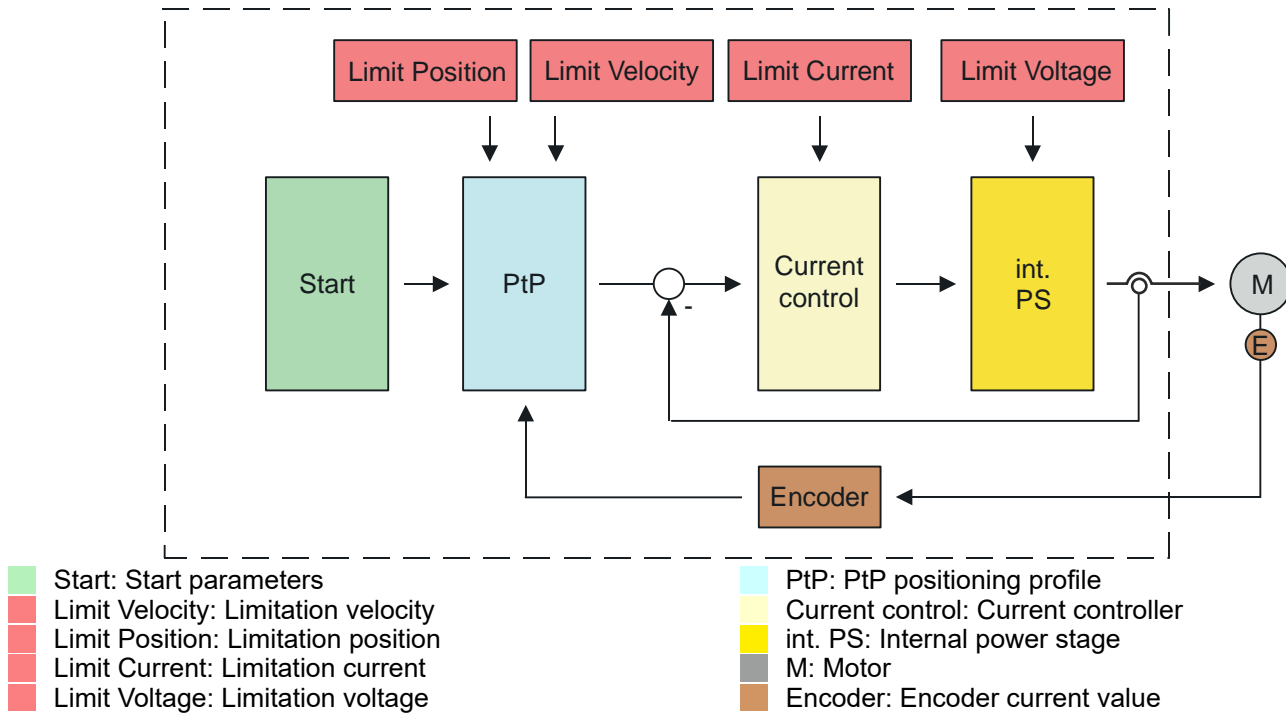 Limit Position
Limit Velocity
Limit Current
Limit Voltage
Start
PtP
Current
control
int.
PS
M
-
E
Encoder
Start: Start parameters
Limit Velocity: Limitation velocity
Limit Position: Limitation position
Limit Current: Limitation current
Limit Voltage: Limitation voltage
PtP: PtP positioning profile
Current control: Current controller
int. PS: Internal power stage
M: Motor
Encoder: Encoder current value